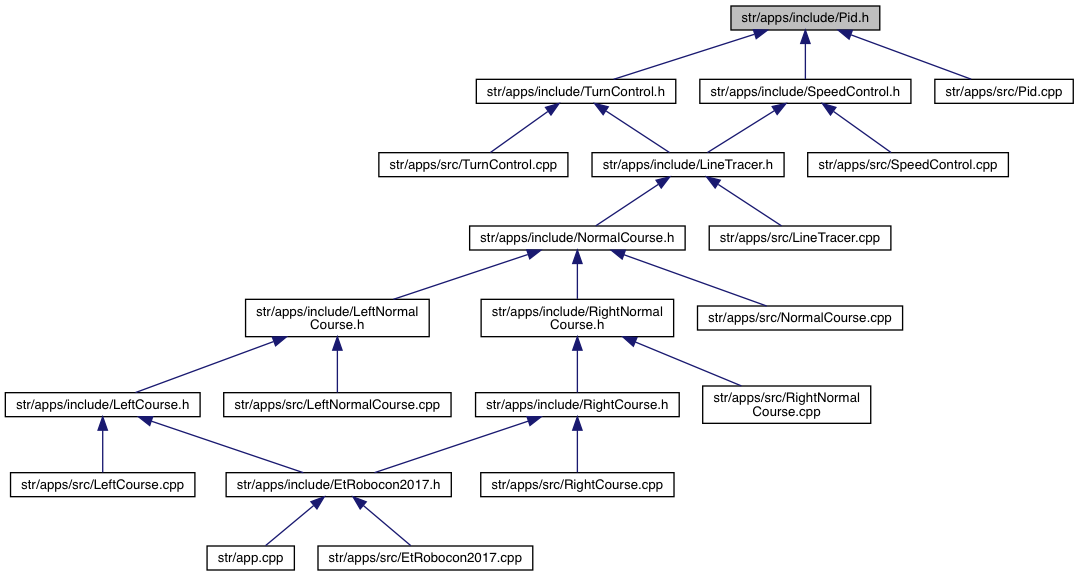 str/apps/include/Pid.h
str/apps/include/TurnControl.h
str/apps/include/SpeedControl.h
str/apps/src/Pid.cpp
str/apps/src/TurnControl.cpp
str/apps/include/LineTracer.h
str/apps/src/SpeedControl.cpp
str/apps/include/NormalCourse.h
str/apps/src/LineTracer.cpp
str/apps/include/LeftNormal
Course.h
str/apps/include/RightNormal
Course.h
str/apps/src/NormalCourse.cpp
str/apps/include/LeftCourse.h
str/apps/src/LeftNormalCourse.cpp
str/apps/include/RightCourse.h
str/apps/src/RightNormal
Course.cpp
str/apps/src/LeftCourse.cpp
str/apps/include/EtRobocon2017.h
str/apps/src/RightCourse.cpp
str/app.cpp
str/apps/src/EtRobocon2017.cpp